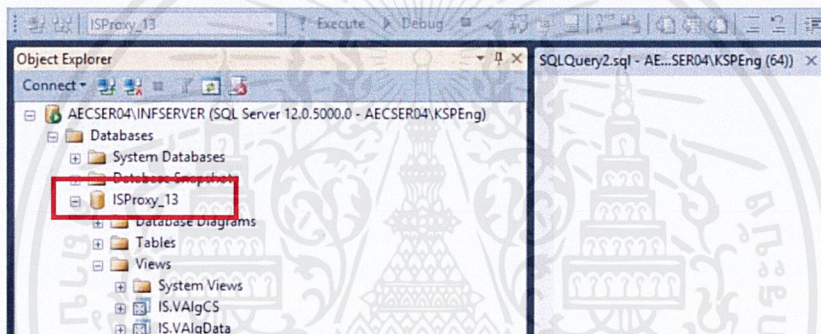 ISProxy_13 Execute Debug
Object Explorer
SQLQuery2.sql - AE...SER04\KSPEng (64))
Connect
AECSER04\INFSERVER (SQL Server 12.0.5000.0 - AECSER04\KSPEng)
Databases
System Databases
Database Snapshots
ISProxy_13
Database Diagrams
Tables
Views
System Views
IS.VAlgCS
IS.VAlgData